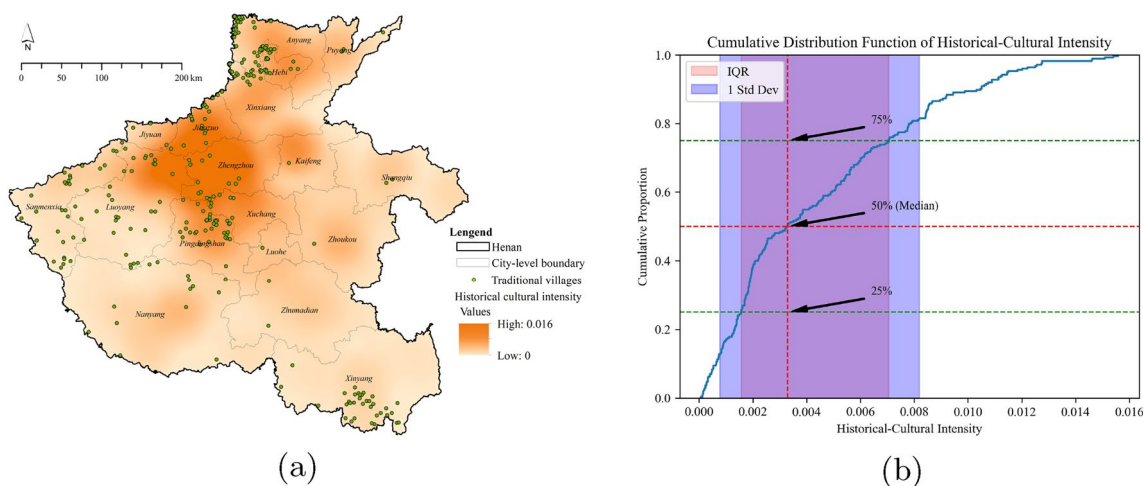 N
0 50 100 200
km
Anyang
Puyang
Hebi
Xinxiang
Jiyuan
Jiaozuo
Zhengzhou
Kaifeng
Shangqiu
Sanmenxia
Luoyang
Xuchang
Pingdingshan
Luohe
Zhoukou
Nanyang
Zhumadian
Xinyang
Lengend
Henan
City-level boundary
Traditional villages
Historical cultural intensity
Values
High: 0.016
Low: 0
(a)
Cumulative Distribution Function of Historical-Cultural Intensity
IQR
1 Std Dev
75%
50% (Median)
25%
1.0
0.8
0.6
0.4
0.2
0.0
Cumulative Proportion
0.000 0.002 0.004 0.006 0.008 0.010 0.012 0.014 0.016
Historical-Cultural Intensity
(b)